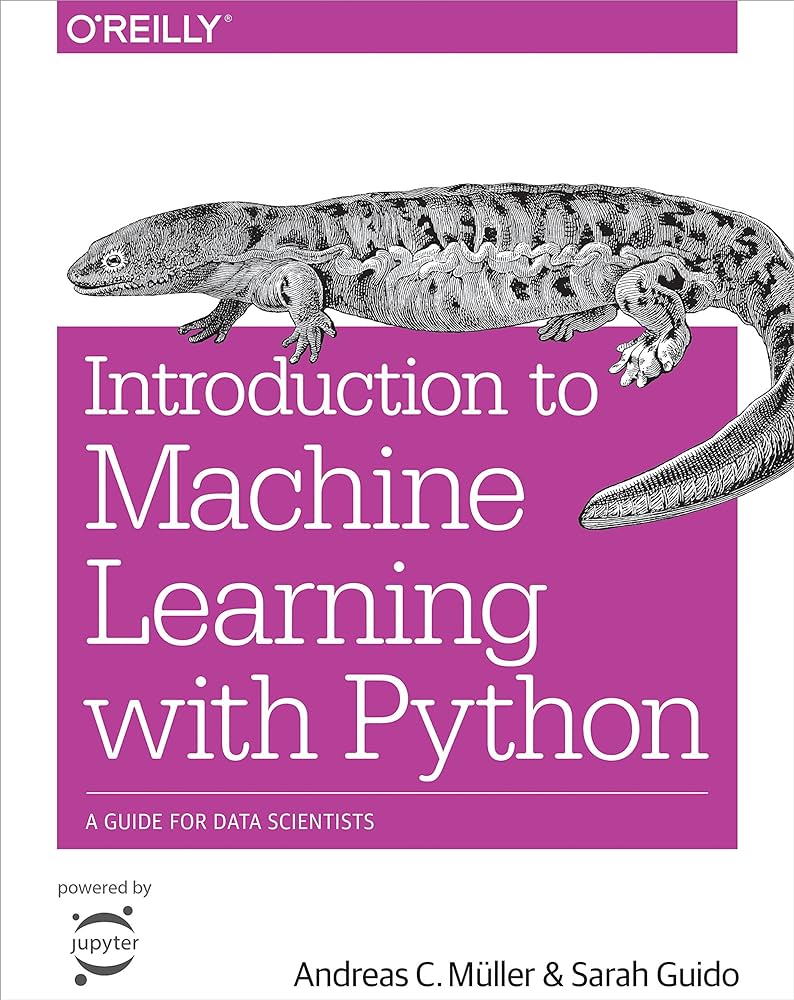 O'REILLY®
Introduction to
Machine
Learning
with Python
A GUIDE FOR DATA SCIENTISTS
powered by
jupyter
Andreas C. Müller & Sarah Guido